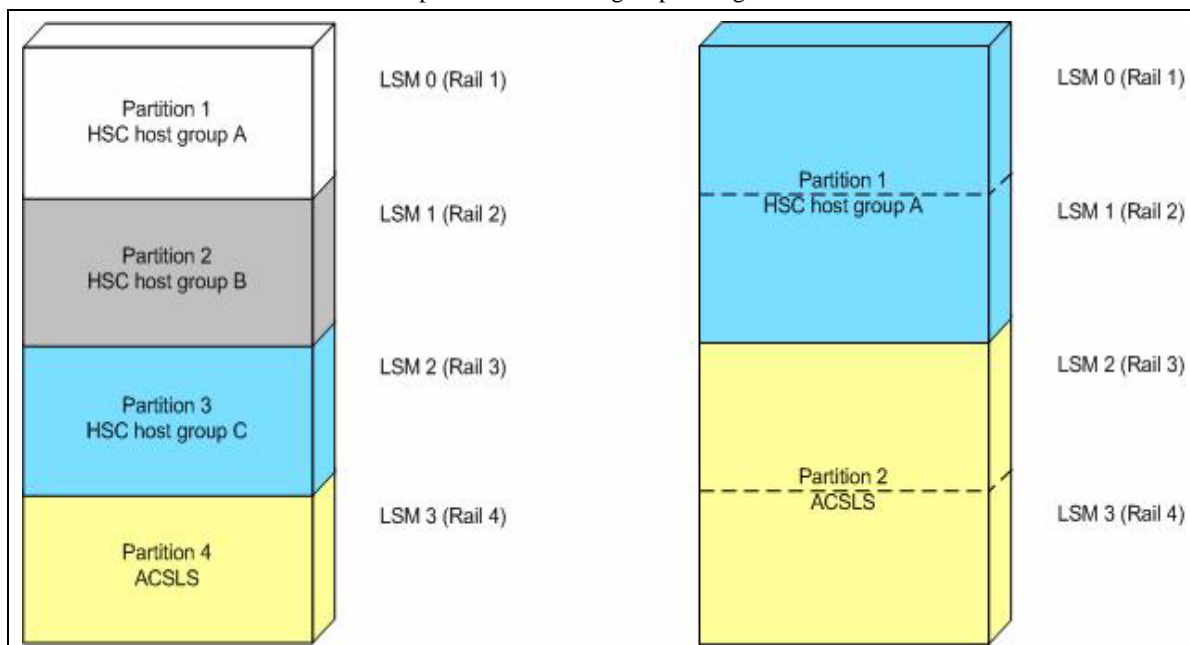 Partition 1
HSC host group A
LSM 0 (Rail 1)
Partition 2
HSC host group B
LSM 1 (Rail 2)
Partition 3
HSC host group C
LSM 2 (Rail 3)
Partition 4
ACSLS
LSM 3 (Rail 4)
Partition 1
HSC host group A
LSM 0 (Rail 1)
LSM 1 (Rail 2)
Partition 2
ACSLS
LSM 2 (Rail 3)
LSM 3 (Rail 4)